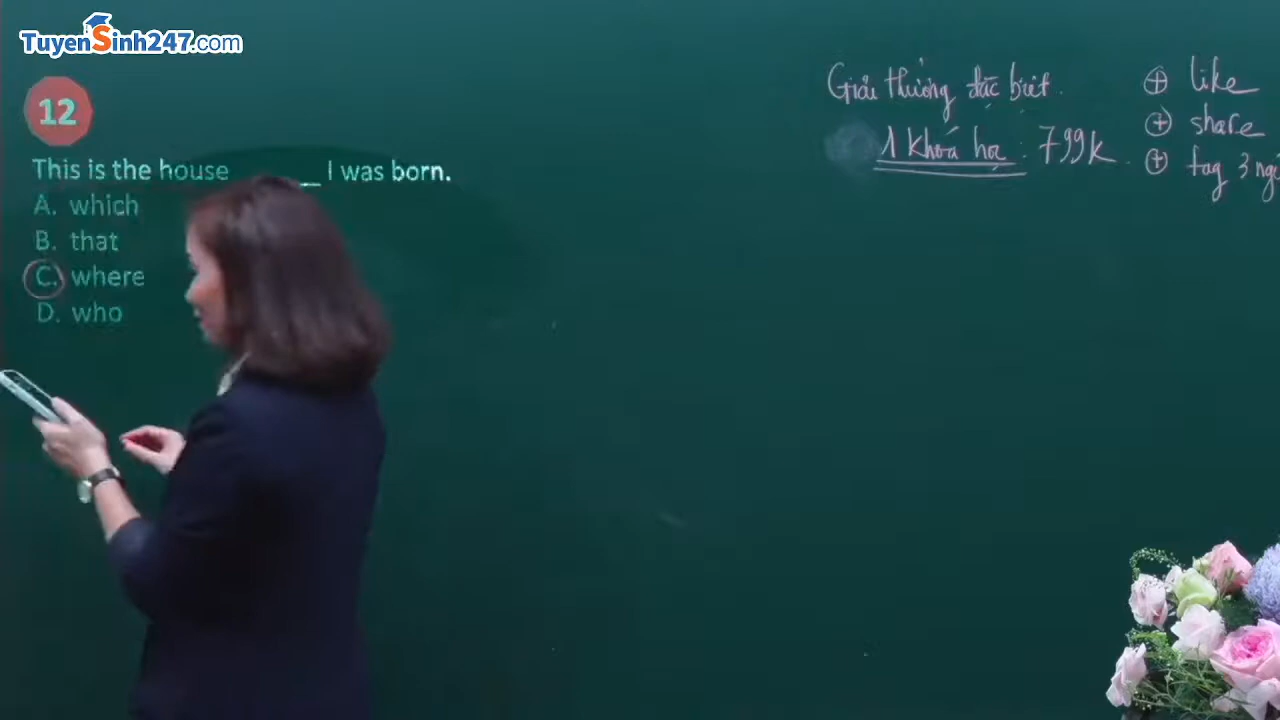 TuyenSinh247.com
12
This is the house __ I was born.
A. which
B. that
C. where
D. who
Giải thưởng đặc biệt.
1 khoá học : 799k.
+ like
+ share
+ tag 3